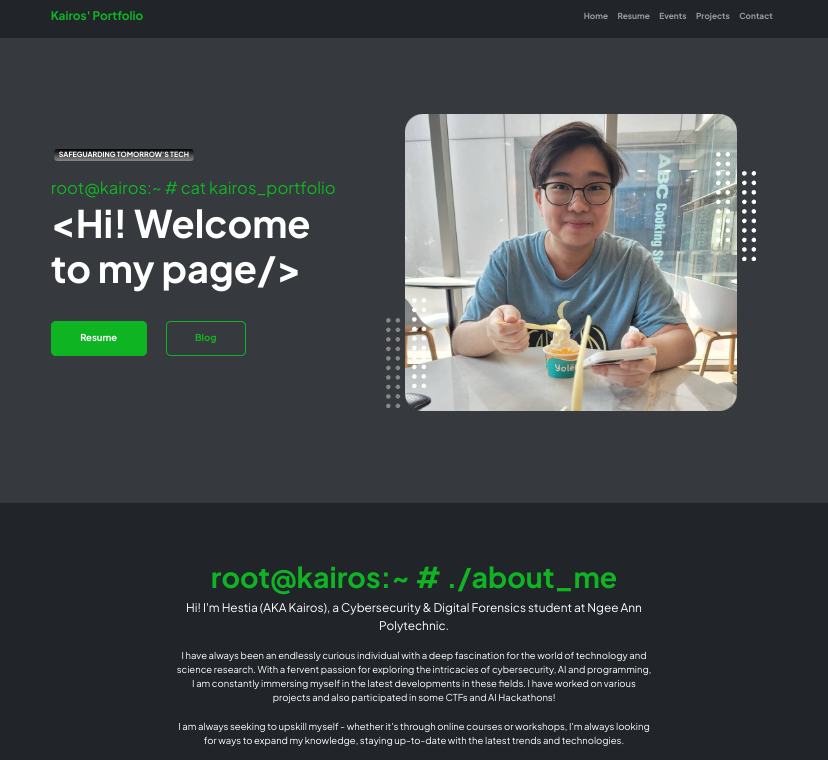 Kairos' Portfolio
Home Resume Events Projects Contact
SAFEGUARDING TOMORROW'S TECH
root@kairos:~ # cat kairos_portfolio
<Hi! Welcome
to my page/>
Resume Blog
ABC Cooking
root@kairos:~ # ./about_me
Hi! I'm Hestia (AKA Kairos), a Cybersecurity & Digital Forensics student at Ngee Ann
Polytechnic.
I have always been an endlessly curious individual with a deep fascination for the world of technology and
science research. With a fervent passion for exploring the intricacies of cybersecurity, AI and programming,
I am constantly immersing myself in the latest developments in these fields. I have worked on various
projects and also participated in some CTFs and AI Hackathons!
I am always seeking to upskill myself - whether it's through online courses or workshops, I'm always looking
for ways to expand my knowledge, staying up-to-date with the latest trends and technologies.